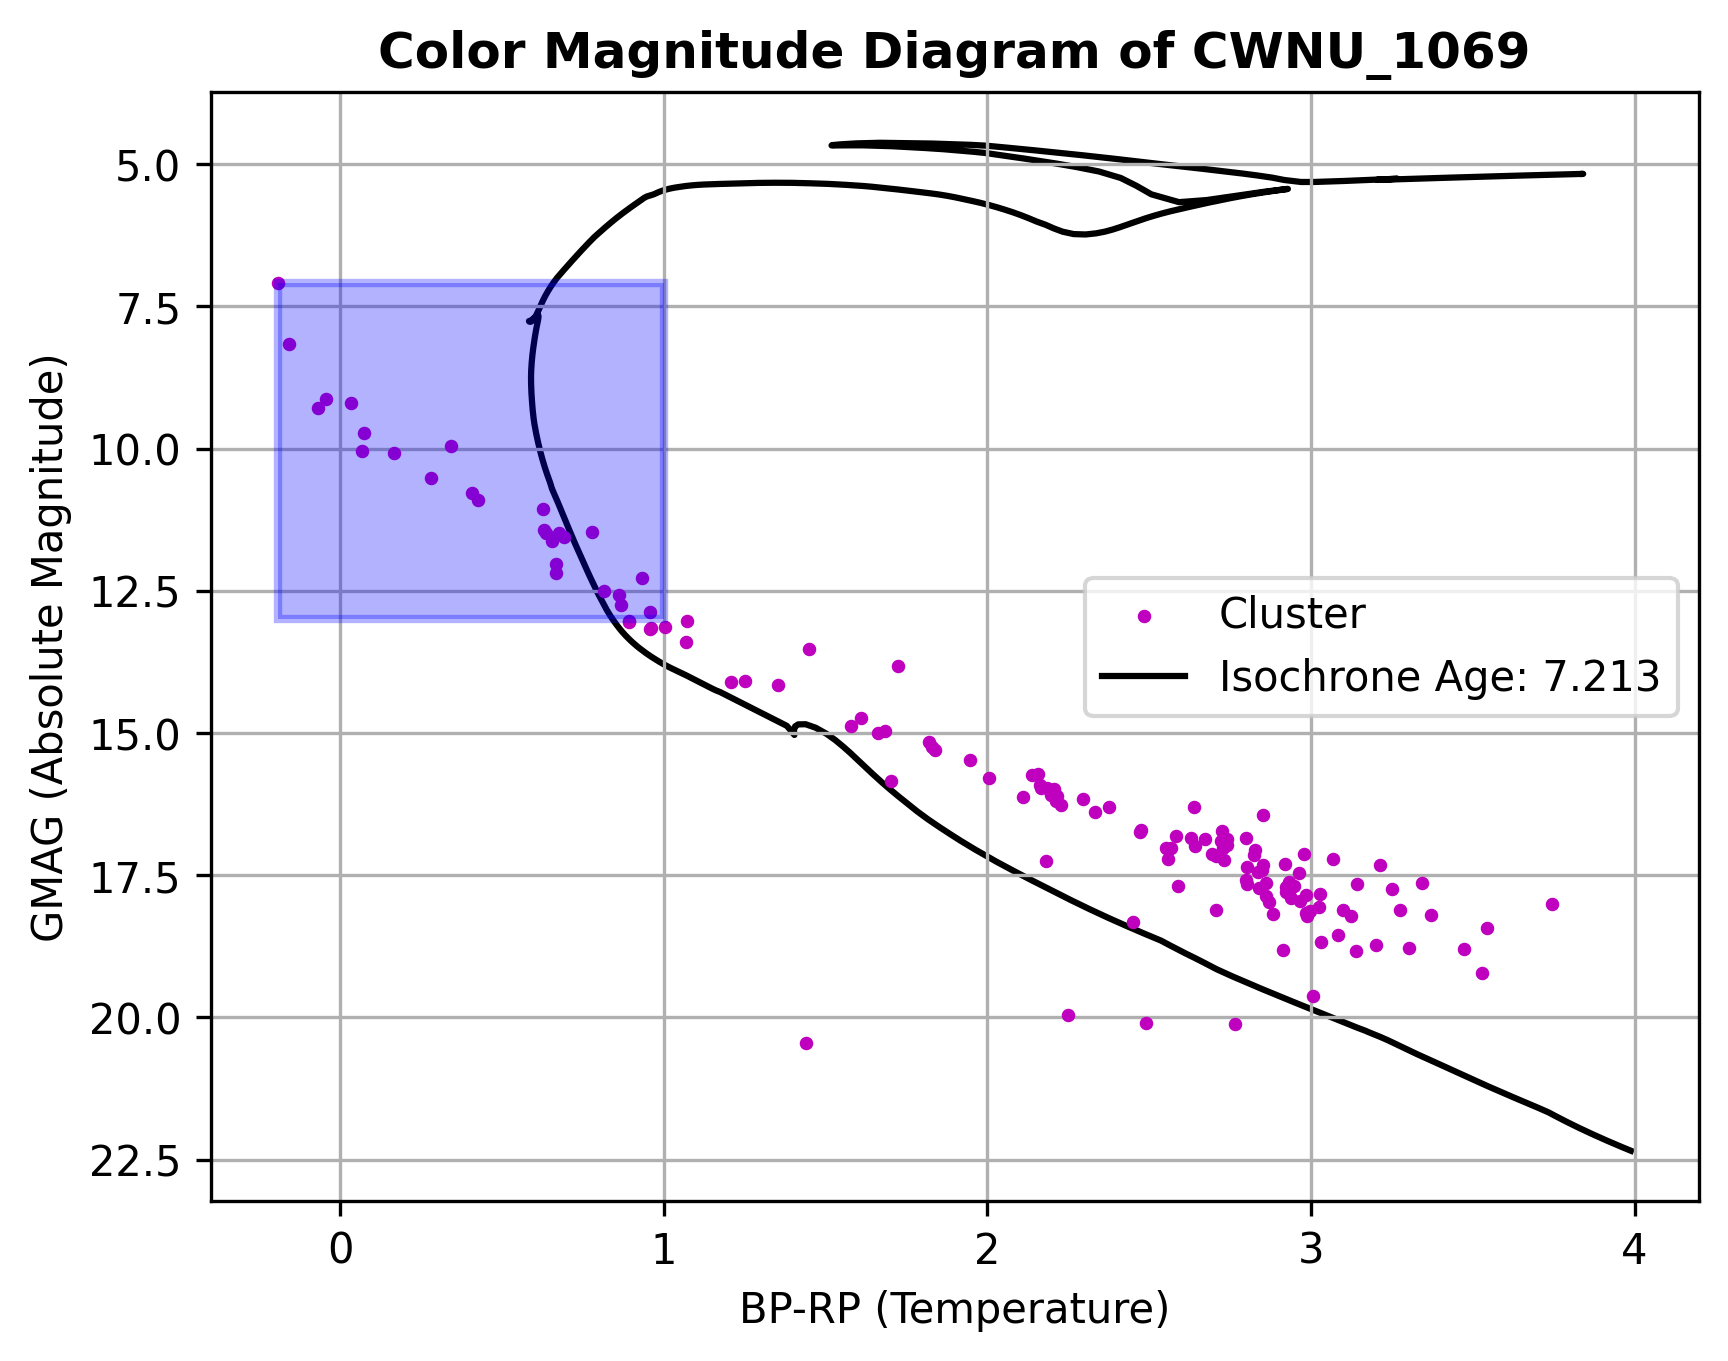 Color Magnitude Diagram of CWNU_1069
GMAG (Absolute Magnitude)
5.0
7.5
10.0
12.5
15.0
17.5
20.0
22.5
Cluster
Isochrone Age: 7.213
0 1 2 3 4
BP-RP (Temperature)